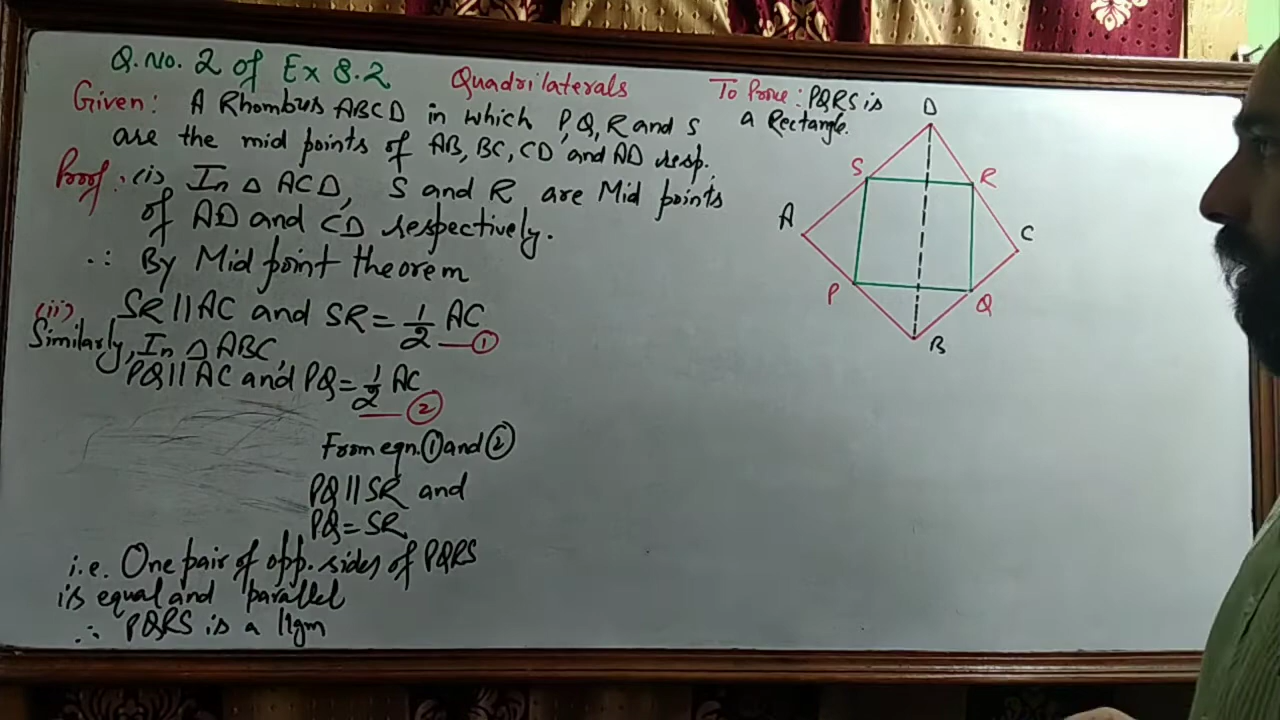 Q. No. 2 of Ex 8.2 Quadrilaterals
Given: A Rhombus ABCD in which P, Q, R and S
are the mid points of AB, BC, CD and AD resp.
To Prove: PQRS is
a Rectangle.
Proof: (i) In △ ACD, S and R are Mid points
of AD and CD respectively.
∴ By Mid point theorem
SR || AC and SR = 1/2 AC —①
(ii)
Similarly, In △ ABC,
PQ || AC and PQ = 1/2 AC —②
From eqn. ① and ②
PQ || SR and
PQ = SR
i.e. One pair of opp. sides of PQRS
is equal and parallel
∴ PQRS is a ||gm
D
S R
A C
P Q
B